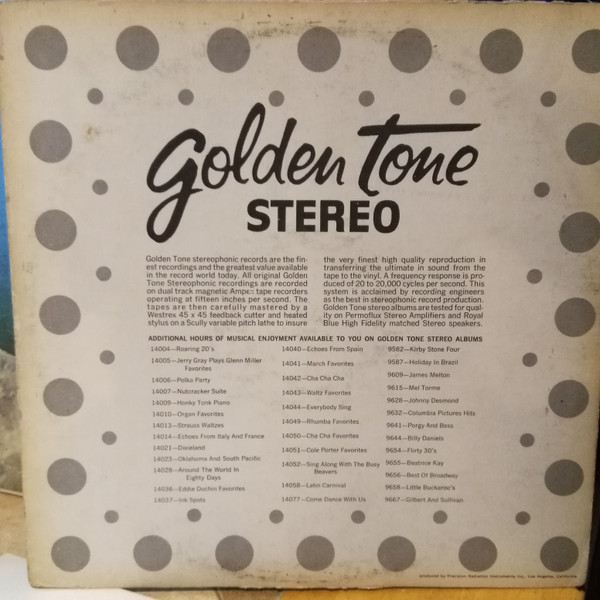 Golden Tone
STEREO
Golden Tone stereophonic records are the fin-
est recordings and the greatest value available
in the record world today. All original Golden
Tone Stereophonic recordings are recorded
on dual track magnetic Ampex tape recorders
operating at fifteen inches per second. The
tapes are then carefully mastered by a
Westrex 45 x 45 feedback cutter and heated
stylus on a Scully variable pitch lathe to insure
the very finest high quality reproduction in
transferring the ultimate in sound from the
tape to the vinyl. A frequency response is pro-
duced of 20 to 20,000 cycles per second. This
system is acclaimed by recording engineers
as the best in stereophonic record production.
Golden Tone stereo albums are tested for qual-
ity on Permoflux Stereo Amplifiers and Royal
Blue High Fidelity matched Stereo speakers.
ADDITIONAL HOURS OF MUSICAL ENJOYMENT AVAILABLE TO YOU ON GOLDEN TONE STEREO ALBUMS
14004—Roaring 20's
14005—Jerry Gray Plays Glenn Miller
Favorites
14006—Polka Party
14007—Nutcracker Suite
14009—Honky Tonk Piano
14010—Organ Favorites
14013—Strauss Waltzes
14014—Echoes From Italy And France
14021—Dixieland
14023—Oklahoma And South Pacific
14028—Around The World In
Eighty Days
14036—Eddie Duchin Favorites
14037—Ink Spots
14040—Echoes From Spain
14041—March Favorites
14042—Cha Cha Cha
14043—Waltz Favorites
14044—Everybody Sing
14049—Rhumba Favorites
14050—Cha Cha Favorites
14051—Cole Porter Favorites
14052—Sing Along With The Busy
Beavers
14058—Latin Carnival
14077—Come Dance With Us
9582—Kirby Stone Four
9587—Holiday In Brazil
9609—James Melton
9615—Mel Torme
9628—Johnny Desmond
9632—Columbia Pictures Hits
9641—Porgy And Bess
9644—Billy Daniels
9654—Flirty 30's
9655—Beatrice Kay
9656—Best Of Broadway
9658—Little Buckaroo's
9667—Gilbert And Sullivan
produced by Precision Radiation Instruments Inc., Los Angeles, California